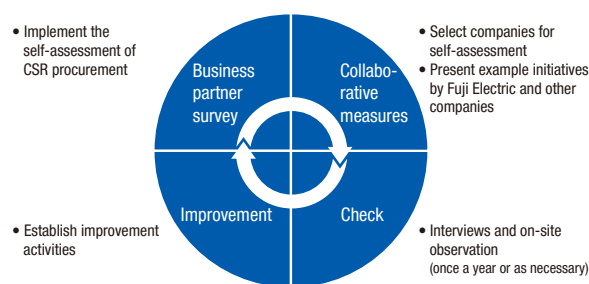 • Implement the
self-assessment of
CSR procurement
Business
partner
survey
Collabo-
rative
measures
• Select companies for
self-assessment
• Present example initiatives
by Fuji Electric and other
companies
• Establish improvement
activities
Improvement
Check
• Interviews and on-site
observation
(once a year or as necessary)